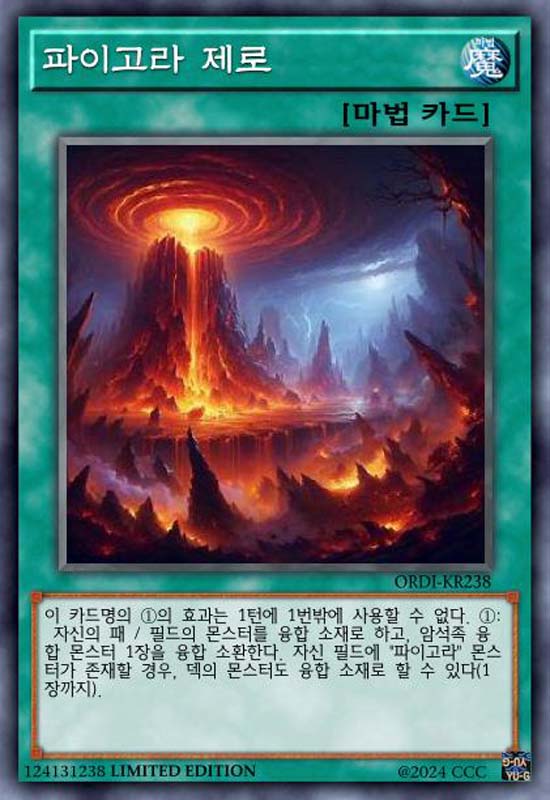 파이고라 제로
마법
魔
[마법 카드]
ORDI-KR238
이 카드명의 ①의 효과는 1턴에 1번밖에 사용할 수 없다. ①:
자신의 패 / 필드의 몬스터를 융합 소재로 하고, 암석족 융
합 몬스터 1장을 융합 소환한다. 자신 필드에 "파이고라" 몬스
터가 존재할 경우, 덱의 몬스터도 융합 소재로 할 수 있다(1
장까지).
124131238 LIMITED EDITION
@2024 CCC